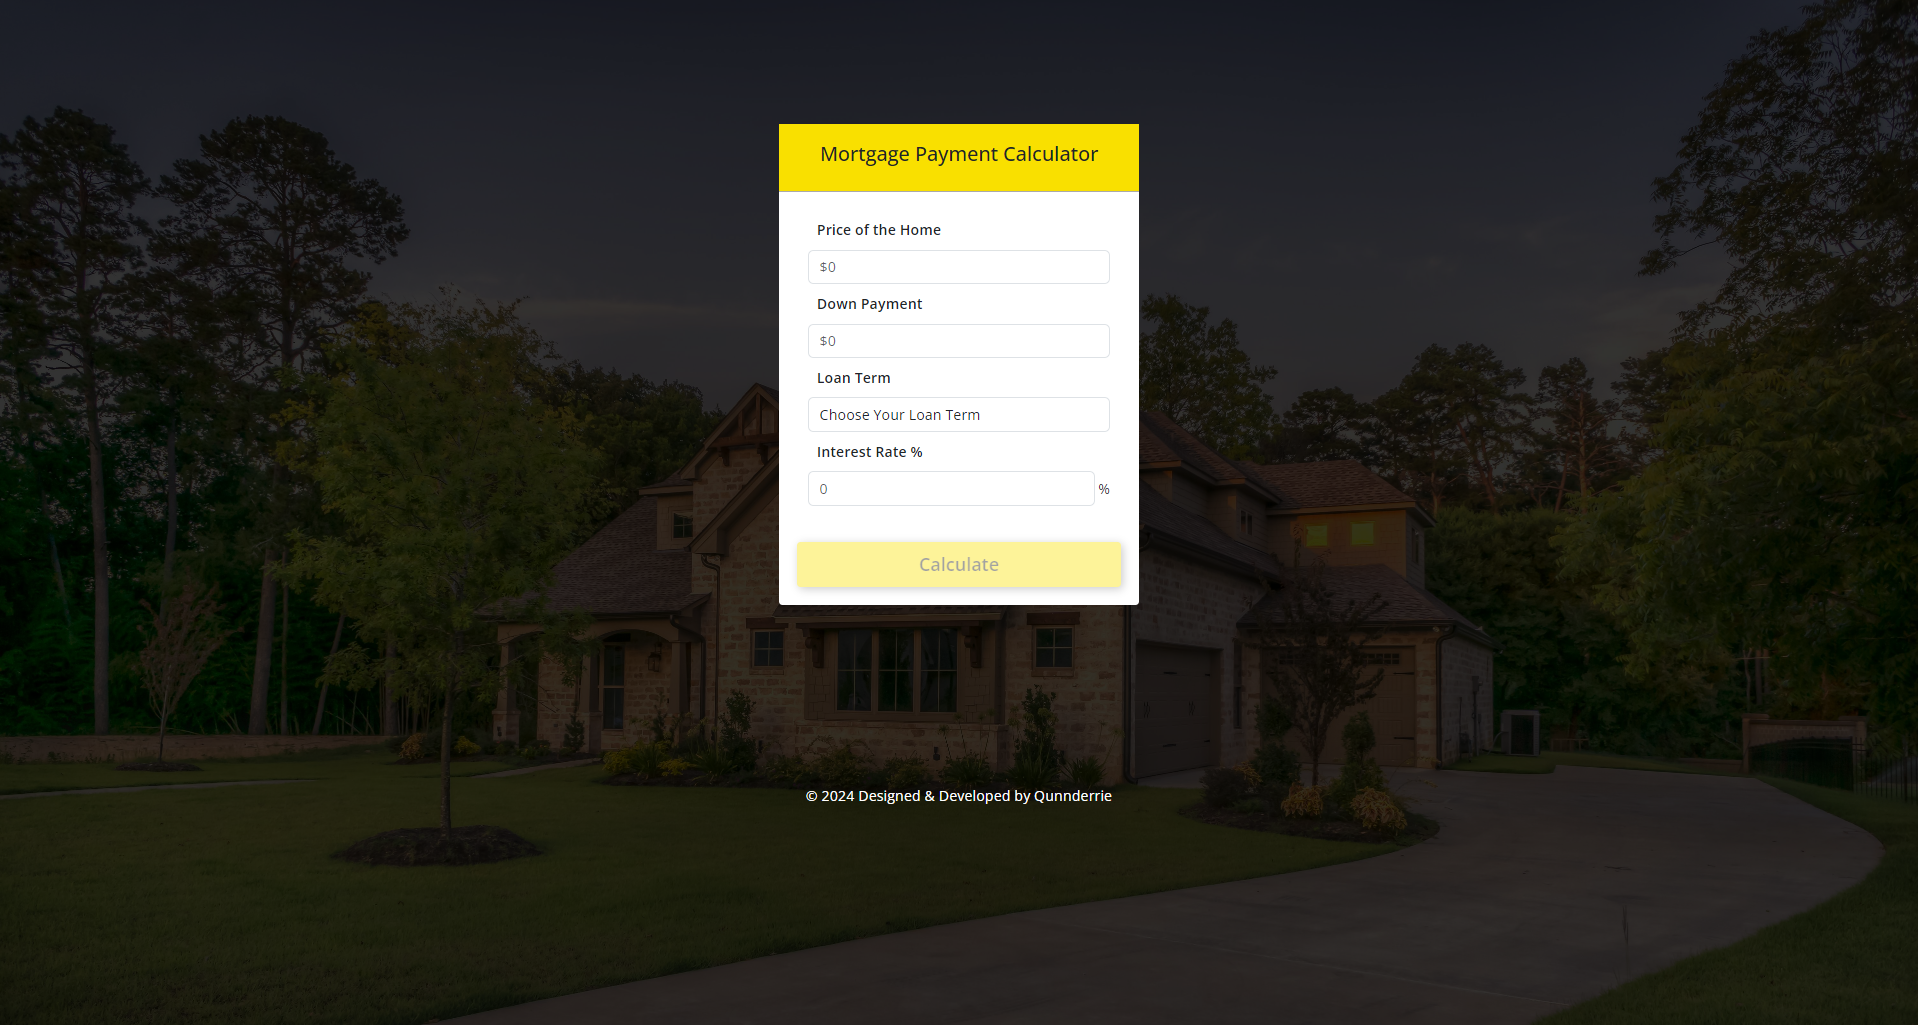 Mortgage Payment Calculator
Price of the Home
$0
Down Payment
$0
Loan Term
Choose Your Loan Term
Interest Rate %
0 %
Calculate
© 2024 Designed & Developed by Qunnderrie